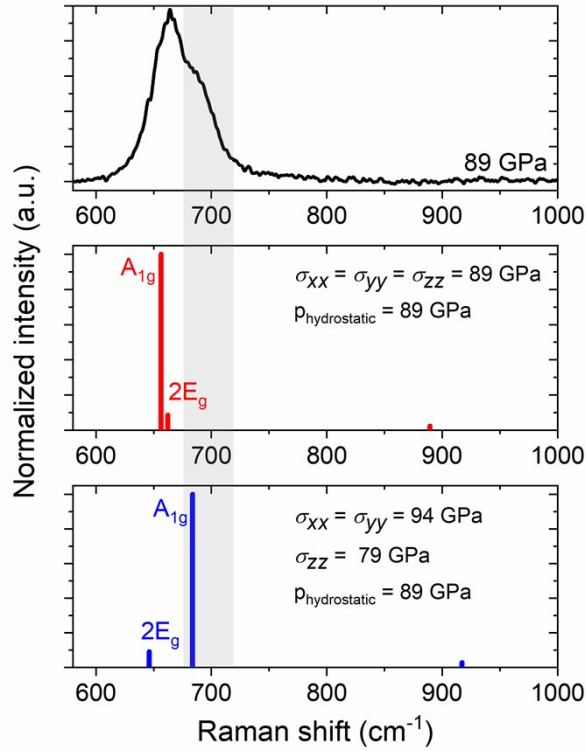 Normalized intensity (a.u.)
89 GPa
600 700 800 900 1000
A1g
σxx = σyy = σzz = 89 GPa
phydrostatic = 89 GPa
2Eg
600 700 800 900 1000
A1g
σxx = σyy = 94 GPa
σzz = 79 GPa
phydrostatic = 89 GPa
2Eg
600 700 800 900 1000
Raman shift (cm-1)